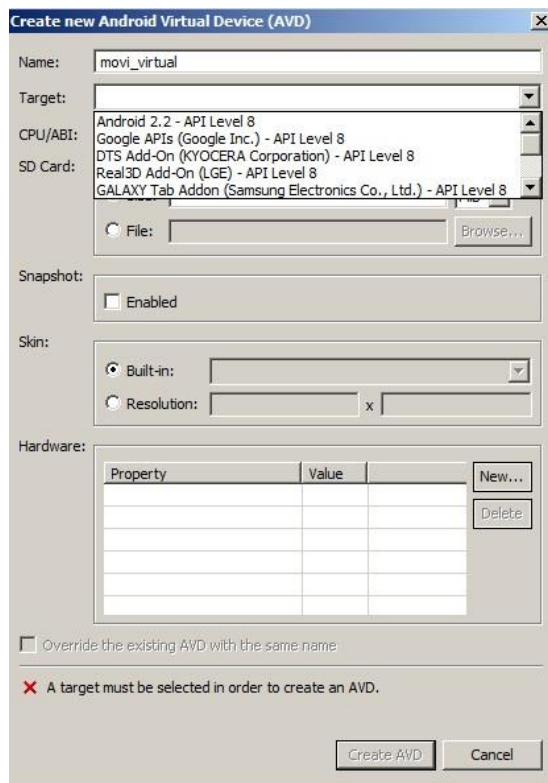 Create new Android Virtual Device (AVD)
Name: movi_virtual
Target:
Android 2.2 - API Level 8
CPU/ABI:
Google APIs (Google Inc.) - API Level 8
DTS Add-On (KYOCERA Corporation) - API Level 8
SD Card:
Real3D Add-On (LGE) - API Level 8
GALAXY Tab Addon (Samsung Electronics Co., Ltd.) - API Level 8
File: Browse...
Snapshot:
Enabled
Skin:
Built-in:
Resolution: x
Hardware:
Property Value New...
Delete
Override the existing AVD with the same name
A target must be selected in order to create an AVD.
Create AVD Cancel